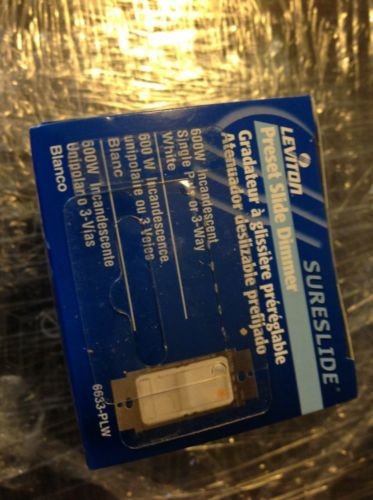 LEVITON
SURESLIDE®
Preset Slide Dimmer
Gradateur à glissière préréglable
Atenuador deslizable prefijado
600W Incandescent
Single Pole or 3-Way
White
600 W Incandescence
unipolaire ou 3 Voies
Blanc
600W Incandescente
Unipolar o 3-Vías
Blanco
6633-PLW